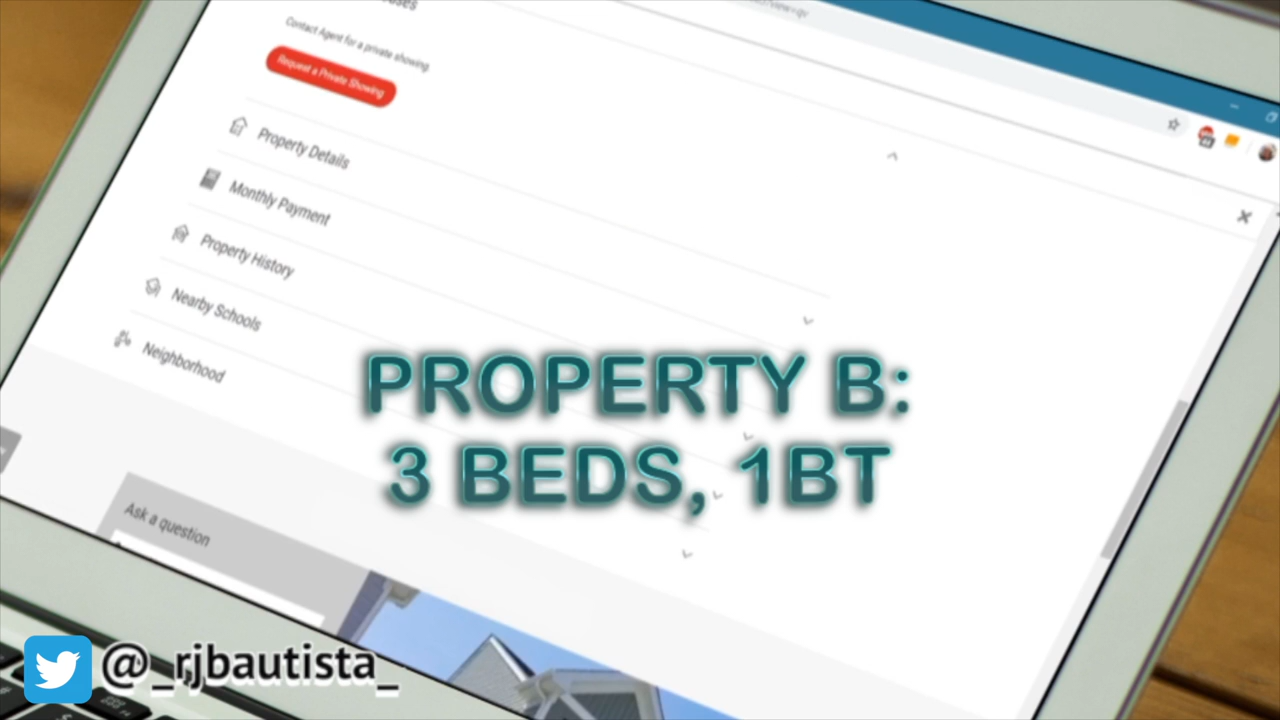 Contact Agent for a private showing
Request a Private Showing
Property Details
Monthly Payment
Property History
Nearby Schools
Neighborhood
PROPERTY B:
3 BEDS, 1BT
Ask a question
@_rjbautista_